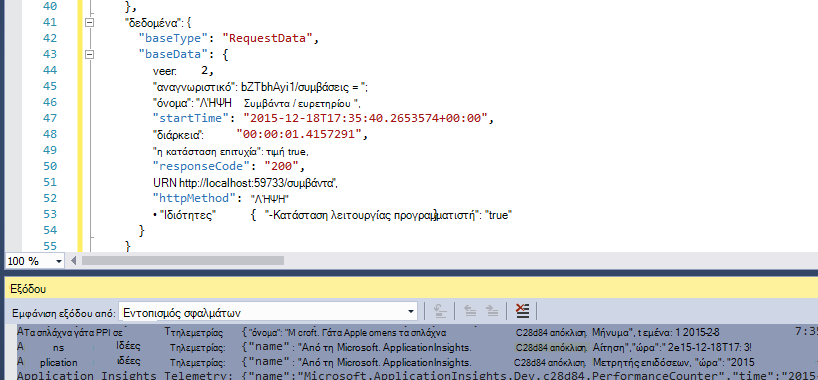 40 },
41 "δεδομένα": {
42 "baseType": "RequestData",
43 "baseData": {
44 veer: 2,
45 "αναγνωριστικό": bZTbhAyi1/συμβάσεις = ";
46 "όνομα": "ΛΉΨΗ Συμβάντα / ευρετηρίου ",
47 "startTime": "2015-12-18T17:35:40.2653574+00:00",
48 "διάρκεια": "00:00:01.4157291",
49 "η κατάσταση επιτυχία": τιμή true,
50 "responseCode": "200",
51 URN http://localhost:59733/συμβάντα",
52 "httpMethod": "ΛΉΨΗ"
53 • "Ιδιότητες" { "-Κατάσταση λειτουργίας προγραμματιστή": "true"
54 }
55 }
100 %
Εξόδου
Εμφάνιση εξόδου από: Εντοπισμός σφαλμάτων
Τα σπλάχνα γάτα PPI σε Τηλεμετρίας {"όνομα": "M croft. Γάτα Apple omens τα σπλάχνα C28d84 απόκλιση. Μήνυμα", t εμένα: 1 2015-2-8 7:35
A ns Ιδέες Τηλεμετρίας: {"name" "Από τη Microsoft. ApplicationInsights. C28d84 απόκλιση. Αίτηση","ώρα":" 2e15-12-18T17: 3!
A plication ιδέες Τηλεμετρίας: {"name" "Από τη Microsoft. ApplicationInsights. C28d84 απόκλιση. Μετρητής επιδόσεων, "ώρα": "2015
Application Insights Telemetry: {"name":"Microsoft.ApplicationInsights.Dev.c28d84.PerformanceCounter","time":"2015-